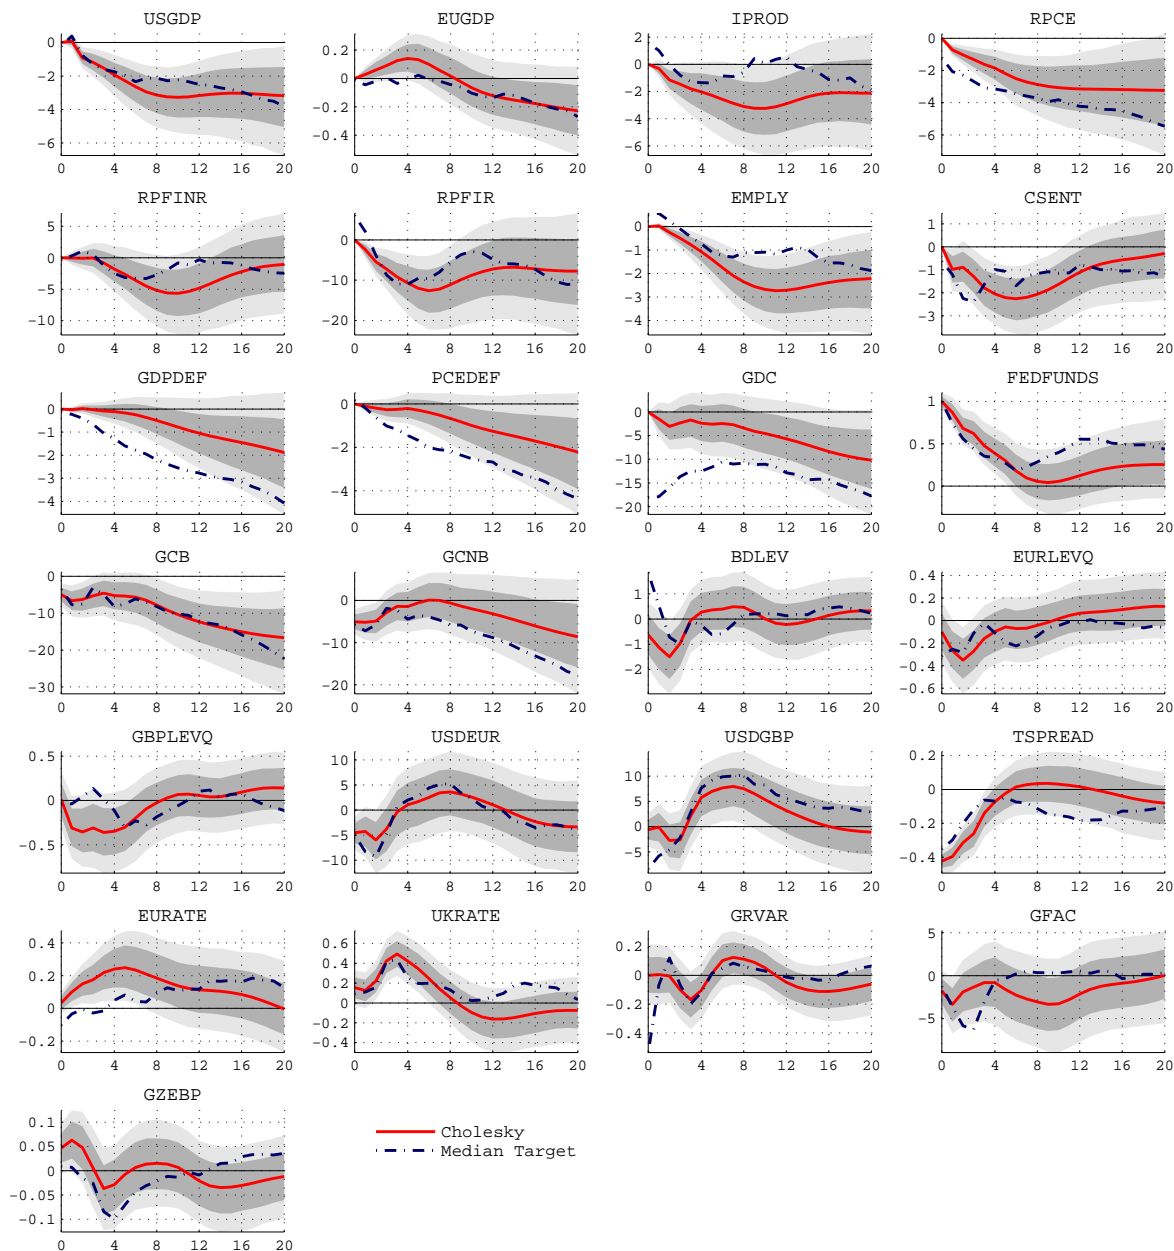 USGDP EUGDP IPROD RPCE
0 −2 −4 −6
0.2 0 −0.2 −0.4
2 0 −2 −4 −6
0 −2 −4 −6
0 4 8 12 16 20 0 4 8 12 16 20 0 4 8 12 16 20 0 4 8 12 16 20
RPFINR RPFIR EMPLY CSENT
5 0 −5 −10
0 −10 −20
0 −1 −2 −3 −4
1 0 −1 −2 −3
0 4 8 12 16 20 0 4 8 12 16 20 0 4 8 12 16 20 0 4 8 12 16 20
GDPDEF PCEDEF GDC FEDFUNDS
0 −1 −2 −3 −4
0 −2 −4
0 −5 −10 −15 −20
1 0.5 0
0 4 8 12 16 20 0 4 8 12 16 20 0 4 8 12 16 20 0 4 8 12 16 20
GCB GCNB BDLEV EURLEVQ
0 −10 −20 −30
0 −10 −20
1 0 −1 −2
0.4 0.2 0 −0.2 −0.4 −0.6
0 4 8 12 16 20 0 4 8 12 16 20 0 4 8 12 16 20 0 4 8 12 16 20
GBPLEVQ USDEUR USDGBP TSPREAD
0.5 0 −0.5
10 5 0 −5 −10
10 5 0 −5
0.2 0 −0.2 −0.4
0 4 8 12 16 20 0 4 8 12 16 20 0 4 8 12 16 20 0 4 8 12 16 20
EURATE UKRATE GRVAR GFAC
0.4 0.2 0 −0.2
0.6 0.4 0.2 0 −0.2 −0.4
0.2 0 −0.2 −0.4
5 0 −5
0 4 8 12 16 20 0 4 8 12 16 20 0 4 8 12 16 20 0 4 8 12 16 20
GZEBP
0.1 0.05 0 −0.05 −0.1
0 4 8 12 16 20
Cholesky
Median Target